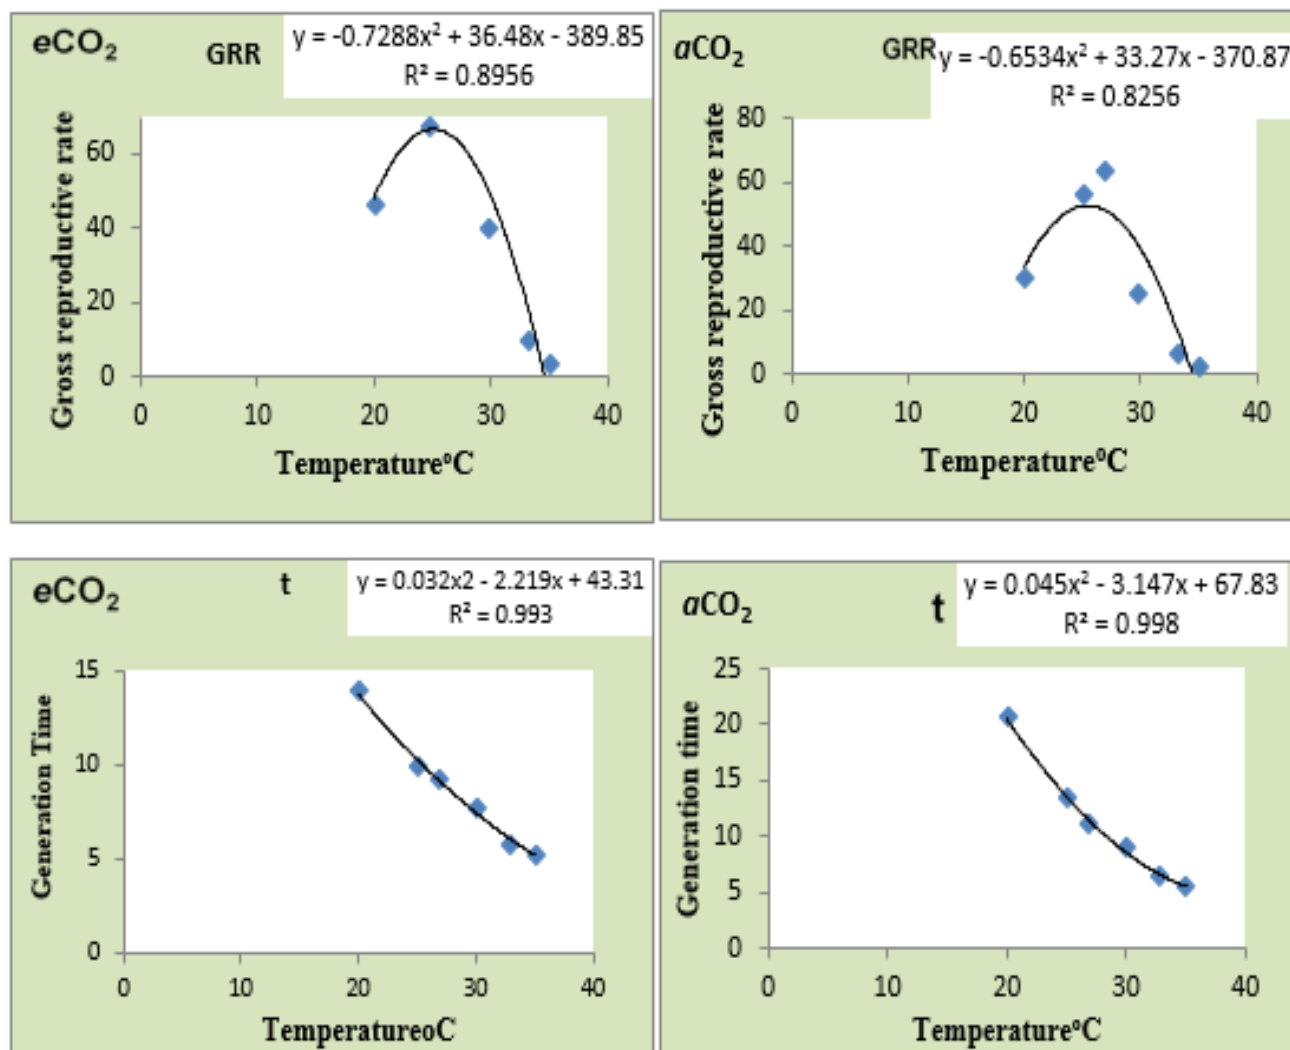 eCO₂
GRR
y = -0.7288x² + 36.48x - 389.85
R² = 0.8956
Gross reproductive rate
60
40
20
0
0 10 20 30 40
Temperature⁰C
aCO₂
GRR
y = -0.6534x² + 33.27x - 370.87
R² = 0.8256
Gross reproductive rate
80
60
40
20
0
0 10 20 30 40
Temperature⁰C
eCO₂
t
y = 0.032x2 - 2.219x + 43.31
R² = 0.993
Generation Time
15
10
5
0
0 10 20 30 40
TemperatureoC
aCO₂
t
y = 0.045x² - 3.147x + 67.83
R² = 0.998
Generation time
25
20
15
10
5
0
0 10 20 30 40
Temperature⁰C